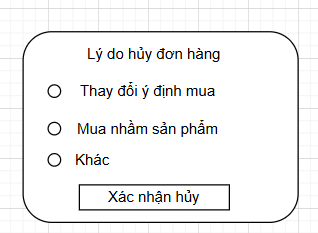 Lý do hủy đơn hàng
Thay đổi ý định mua
Mua nhầm sản phẩm
Khác
Xác nhận hủy